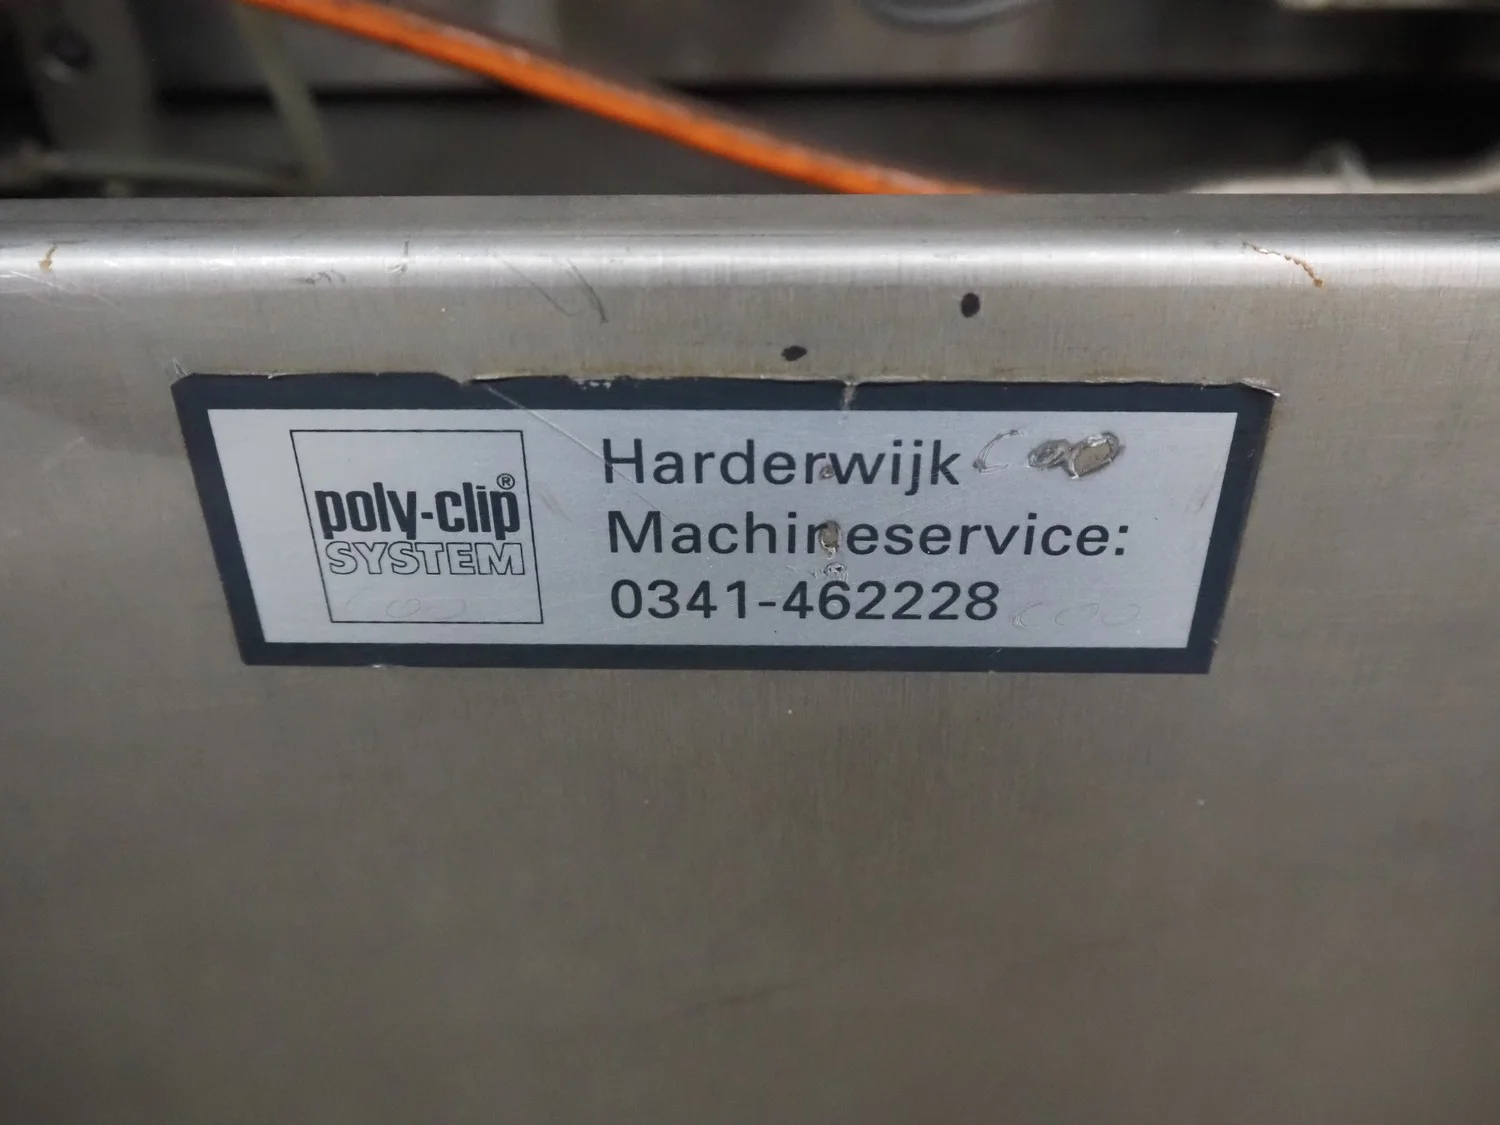 poly-clip®
SYSTEM
Harderwijk
Machineservice:
0341-462228